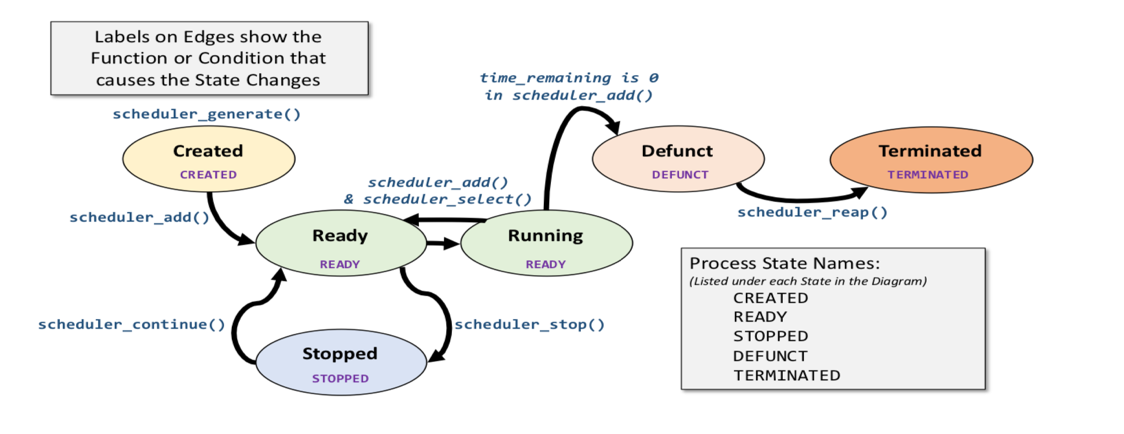 Labels on Edges show the
Function or Condition that
causes the State Changes
scheduler_generate()
Created
CREATED
scheduler_add()
time_remaining is 0
in scheduler_add()
Defunct
DEFUNCT
Terminated
TERMINATED
scheduler_reap()
scheduler_add()
& scheduler_select()
Ready
READY
Running
READY
scheduler_continue()
scheduler_stop()
Stopped
STOPPED
Process State Names:
(Listed under each State in the Diagram)
CREATED
READY
STOPPED
DEFUNCT
TERMINATED